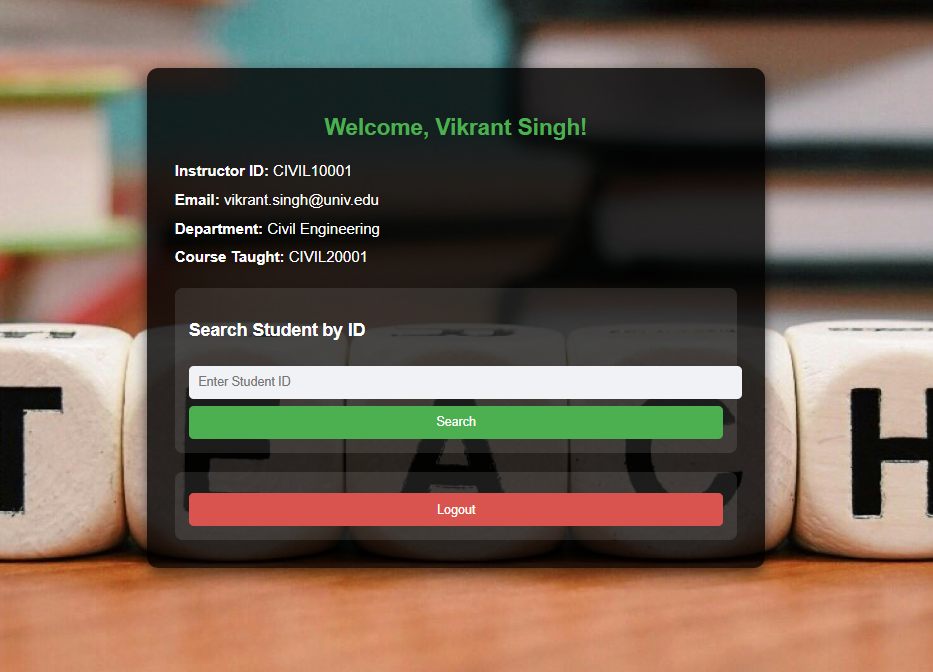 Welcome, Vikrant Singh!
Instructor ID: CIVIL10001
Email: vikrant.singh@univ.edu
Department: Civil Engineering
Course Taught: CIVIL20001
Search Student by ID
Enter Student ID
Search
Logout
T E A C H